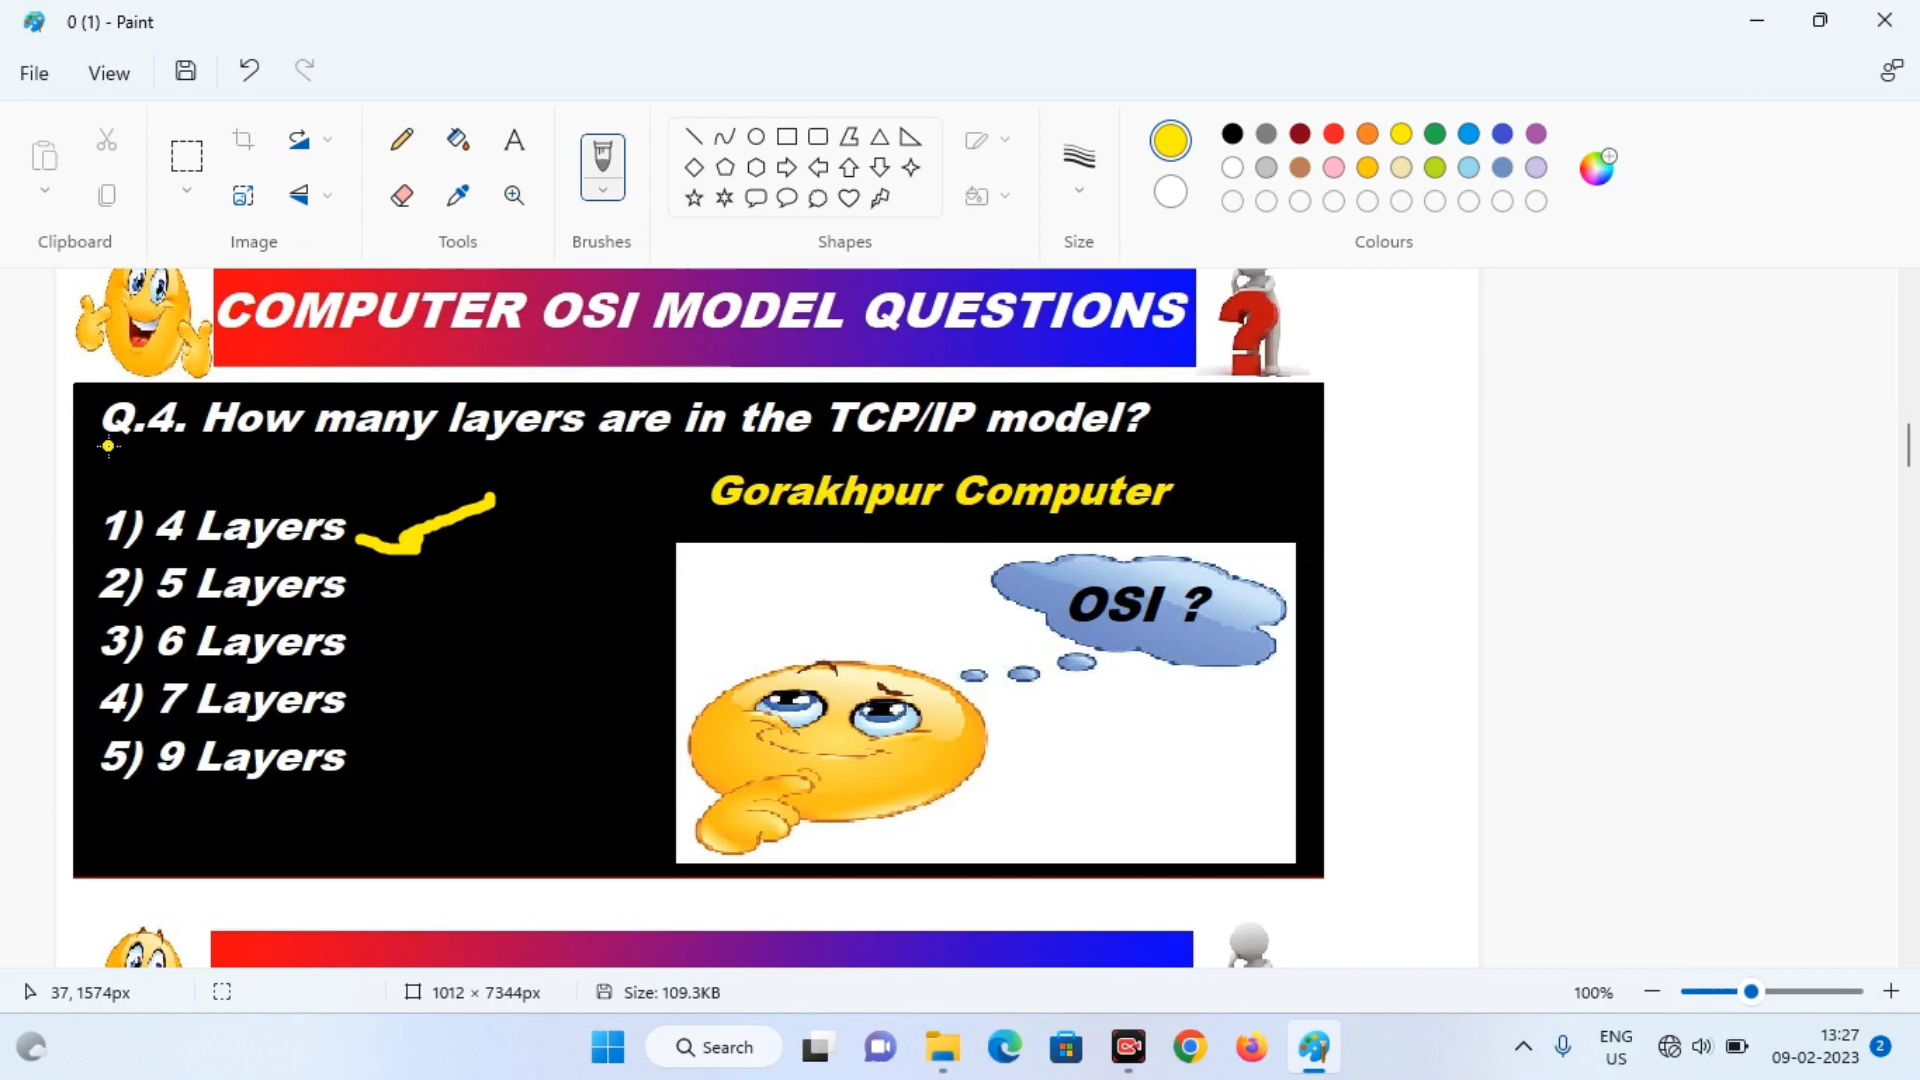 0 (1) - Paint
File View
Clipboard Image Tools Brushes Shapes Size Colours
COMPUTER OSI MODEL QUESTIONS
Q.4. How many layers are in the TCP/IP model?
Gorakhpur Computer
1) 4 Layers
2) 5 Layers
3) 6 Layers
4) 7 Layers
5) 9 Layers
OSI ?
37, 1574px 1012 × 7344px Size: 109.3KB 100%
Search
ENG
US
13:27
09-02-2023
2